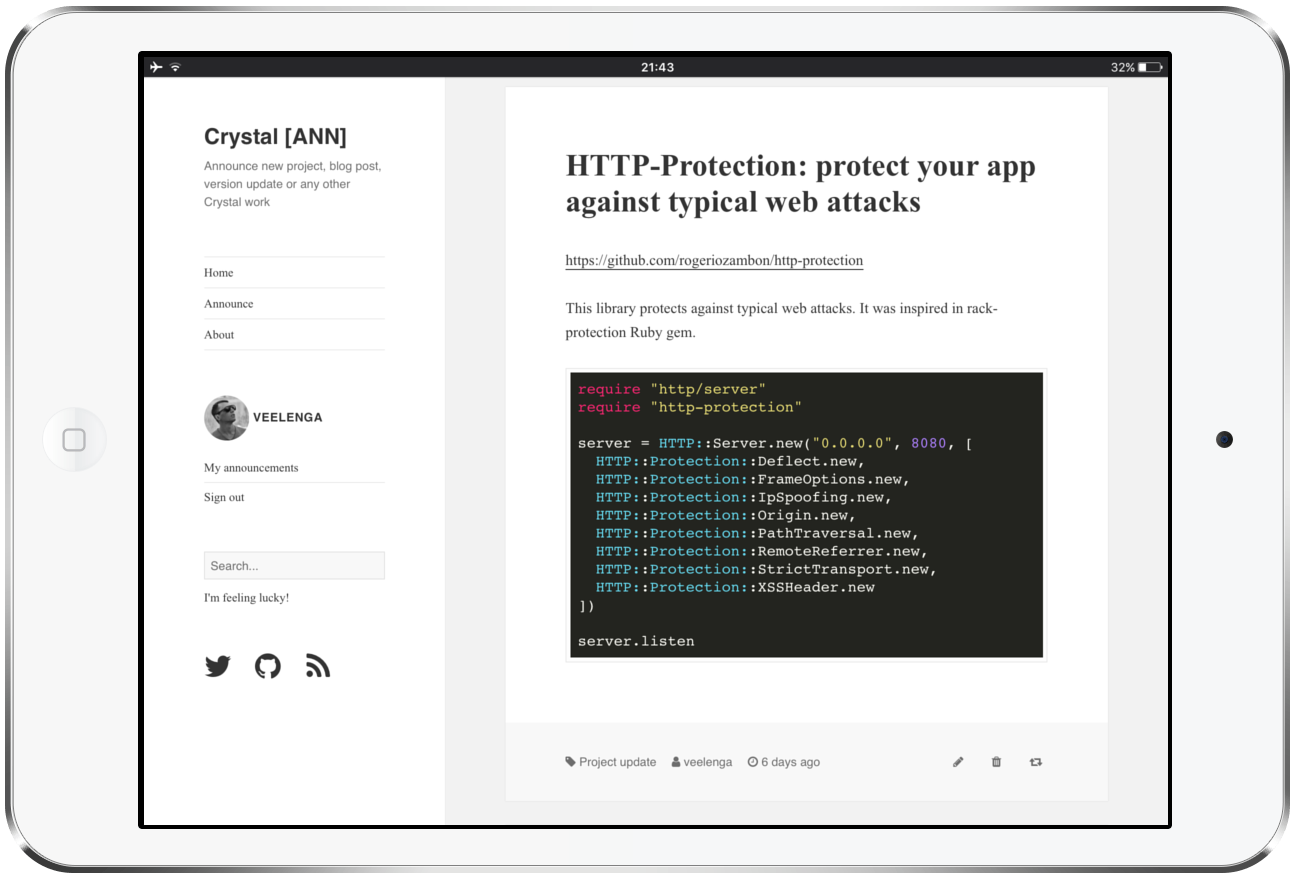 21:43
32%
Crystal [ANN]
Announce new project, blog post,
version update or any other
Crystal work
Home
Announce
About
VEELENGA
My announcements
Sign out
Search...
I'm feeling lucky!
HTTP-Protection: protect your app
against typical web attacks
https://github.com/rogeriozambon/http-protection
This library protects against typical web attacks. It was inspired in rack-
protection Ruby gem.
require "http/server"
require "http-protection"
server = HTTP::Server.new("0.0.0.0", 8080, [
  HTTP::Protection::Deflect.new,
  HTTP::Protection::FrameOptions.new,
  HTTP::Protection::IpSpoofing.new,
  HTTP::Protection::Origin.new,
  HTTP::Protection::PathTraversal.new,
  HTTP::Protection::RemoteReferrer.new,
  HTTP::Protection::StrictTransport.new,
  HTTP::Protection::XSSHeader.new
])
server.listen
Project update veelenga 6 days ago